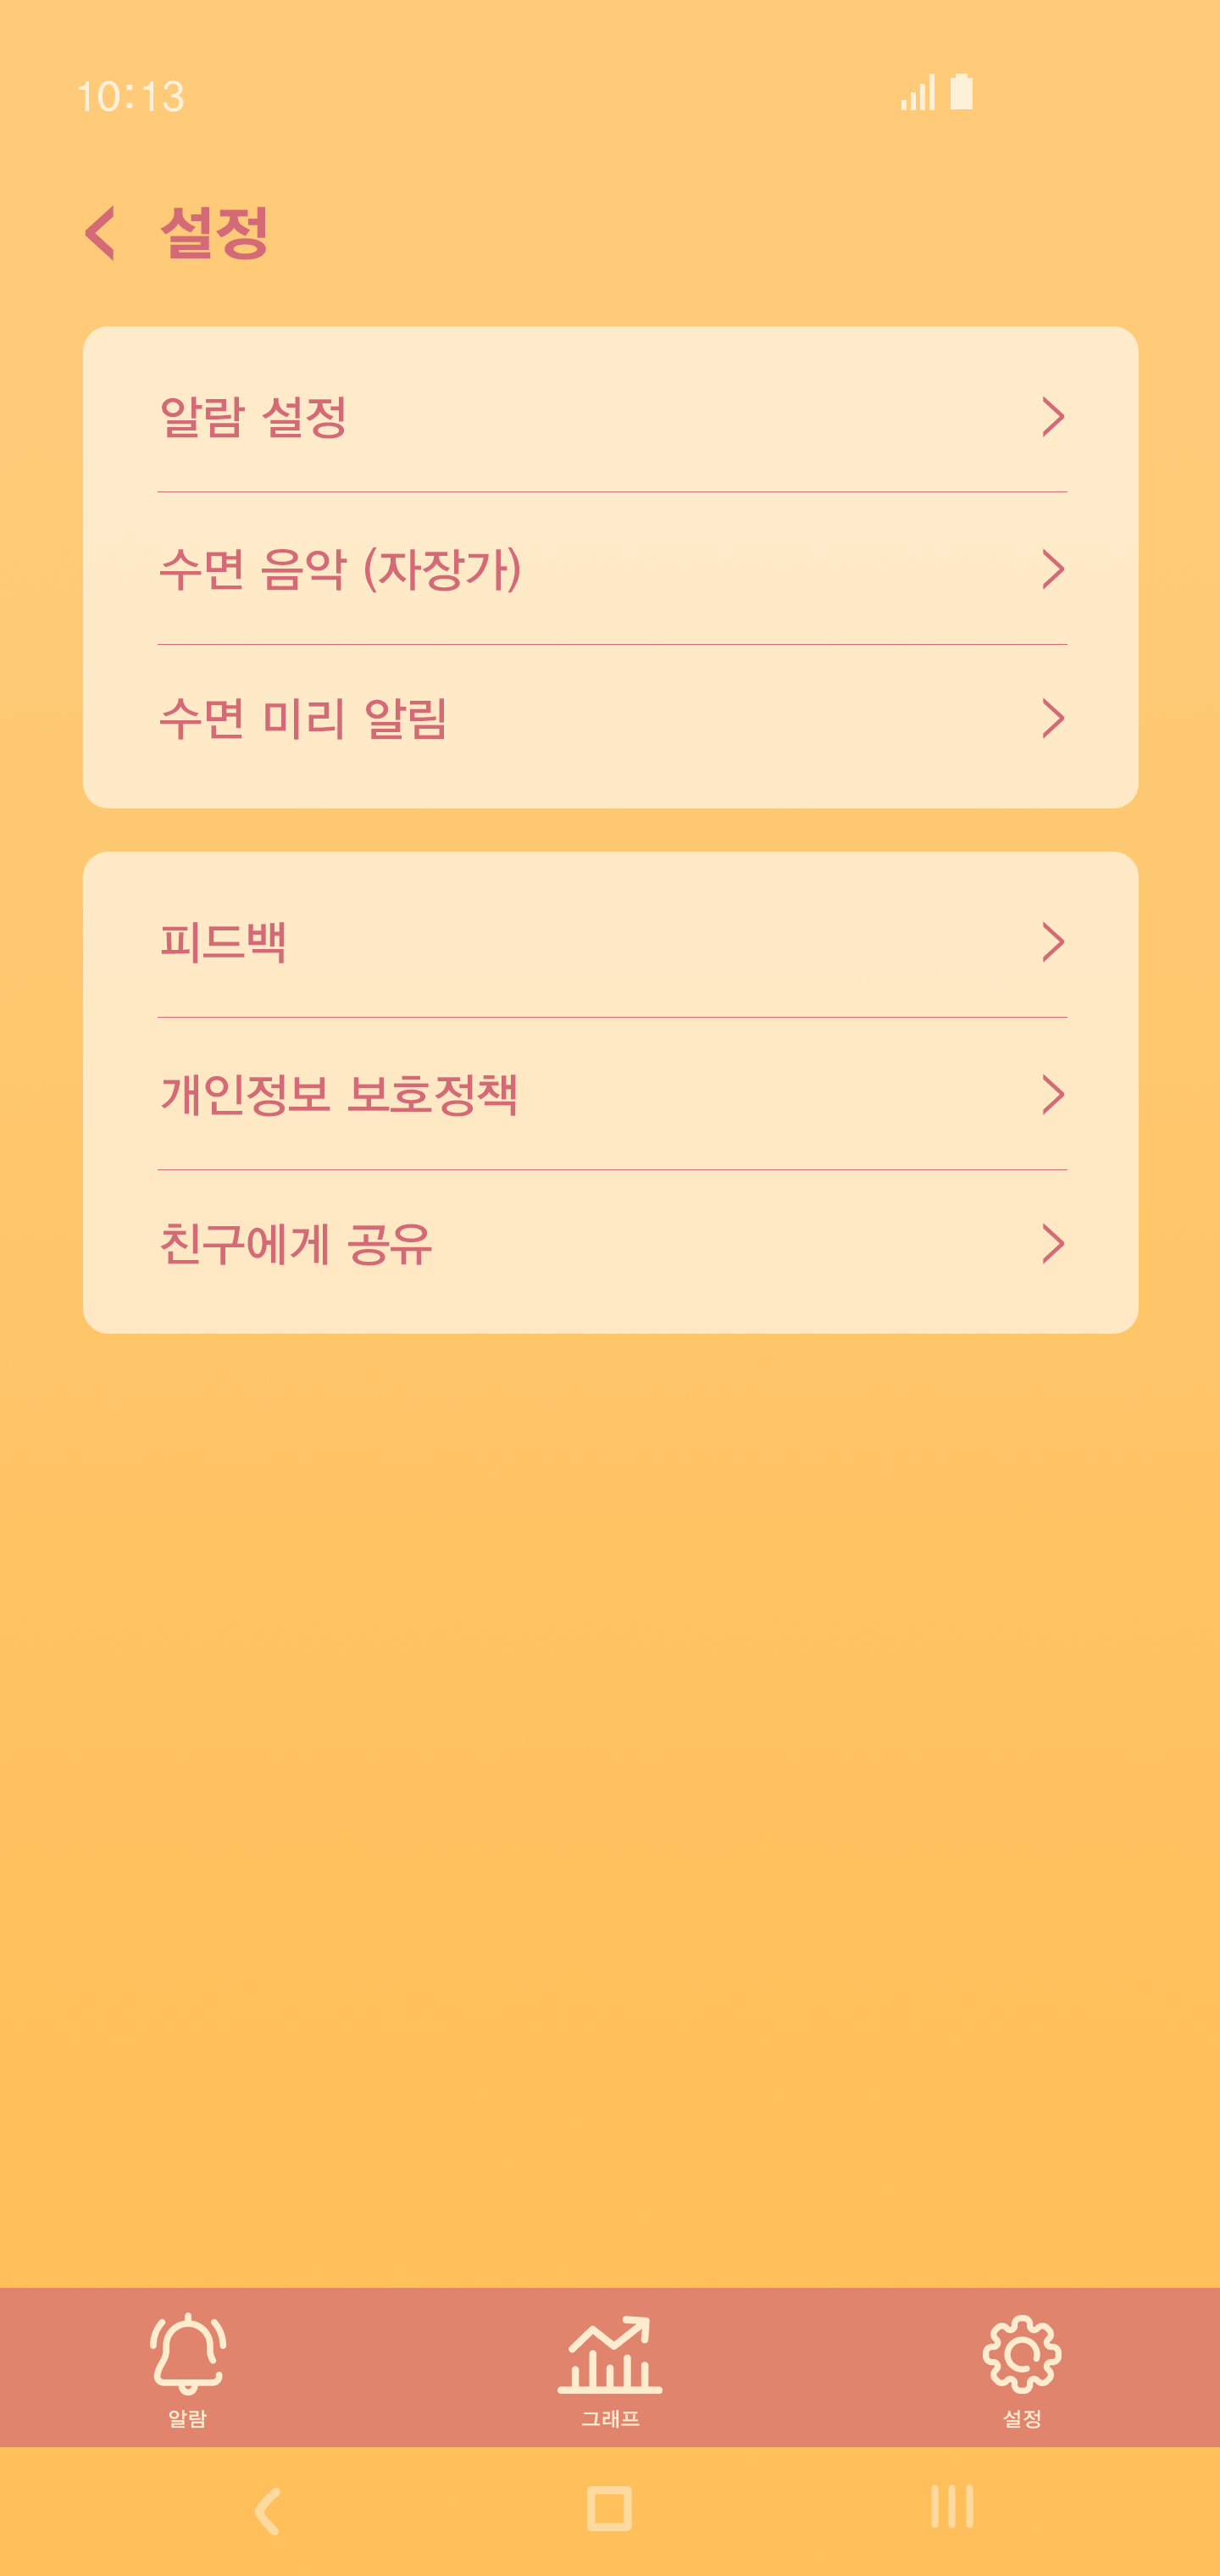 10:13
설정
알람 설정
수면 음악 (자장가)
수면 미리 알림
피드백
개인정보 보호정책
친구에게 공유
알람
그래프
설정